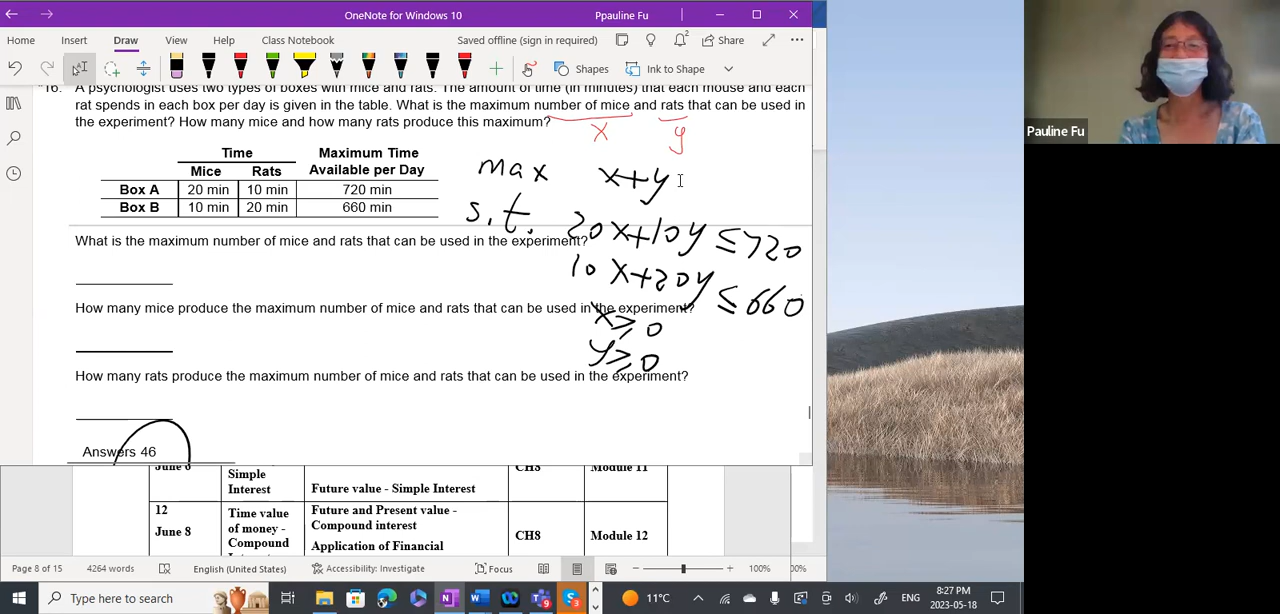 OneNote for Windows 10
Ppauline Fu
Home Insert Draw View Help Class Notebook Saved offline (sign in required) Share
Shapes Ink to Shape
16. A psychologist uses two types of boxes with mice and rats. The amount of time (in minutes) that each mouse and each
rat spends in each box per day is given in the table. What is the maximum number of mice and rats that can be used in
the experiment? How many mice and how many rats produce this maximum?
x y
Time Maximum Time
Mice Rats Available per Day
Box A 20 min 10 min 720 min
Box B 10 min 20 min 660 min
max x+y
s.t. 20x+10y ≤720
10x+20y ≤660
x≥0
y≥0
What is the maximum number of mice and rats that can be used in the experiment?
How many mice produce the maximum number of mice and rats that can be used in the experiment?
How many rats produce the maximum number of mice and rats that can be used in the experiment?
Answers 46
June 6 Simple Interest Future value - Simple Interest CH8 Module 11
12 June 8 Time value of money - Compound Future and Present value - Compound interest Application of Financial CH8 Module 12
Page 8 of 15 4264 words English (United States) Accessibility: Investigate Focus 100% 00%
Type here to search 11°C ENG 8:27 PM 2023-05-18
Pauline Fu